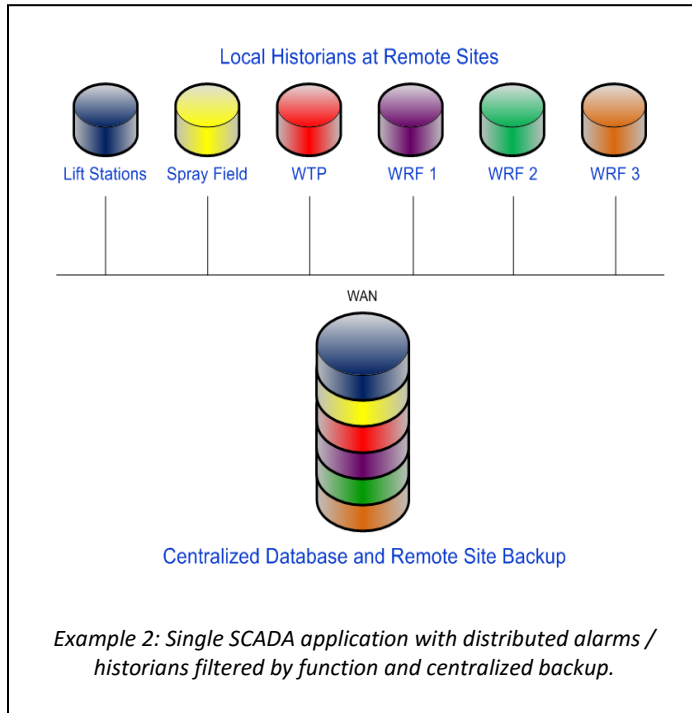 Local Historians at Remote Sites
Lift Stations Spray Field WTP WRF 1 WRF 2 WRF 3
WAN
Centralized Database and Remote Site Backup
Example 2: Single SCADA application with distributed alarms /
historians filtered by function and centralized backup.